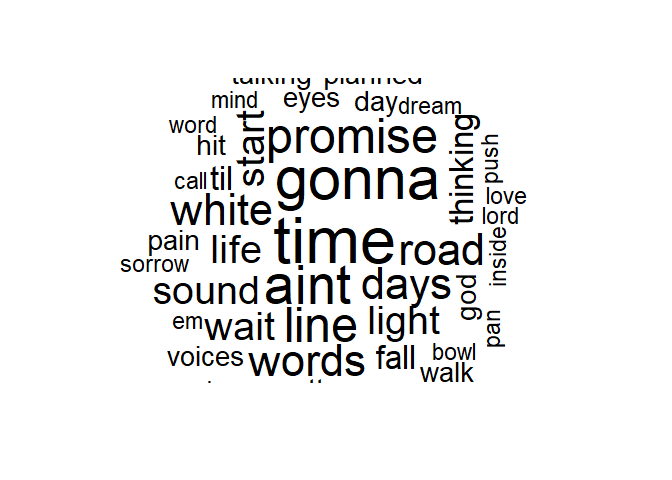 talking planned
mind eyes day dream
word hit start promise thinking push
call til gonna love
white lord
pain life time road inside
sorrow
sound aint days god
em wait line light pan
voices words fall bowl
walk